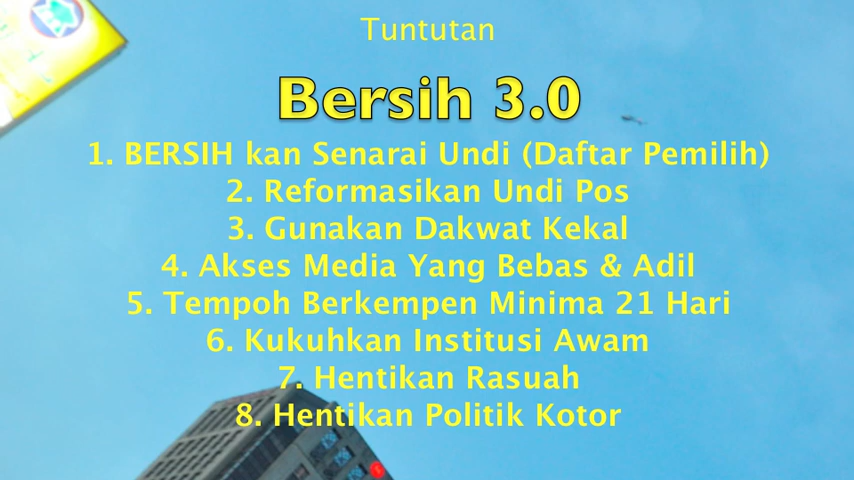 Tuntutan
Bersih 3.0
1. BERSIH kan Senarai Undi (Daftar Pemilih)
2. Reformasikan Undi Pos
3. Gunakan Dakwat Kekal
4. Akses Media Yang Bebas & Adil
5. Tempoh Berkempen Minima 21 Hari
6. Kukuhkan Institusi Awam
7. Hentikan Rasuah
8. Hentikan Politik Kotor